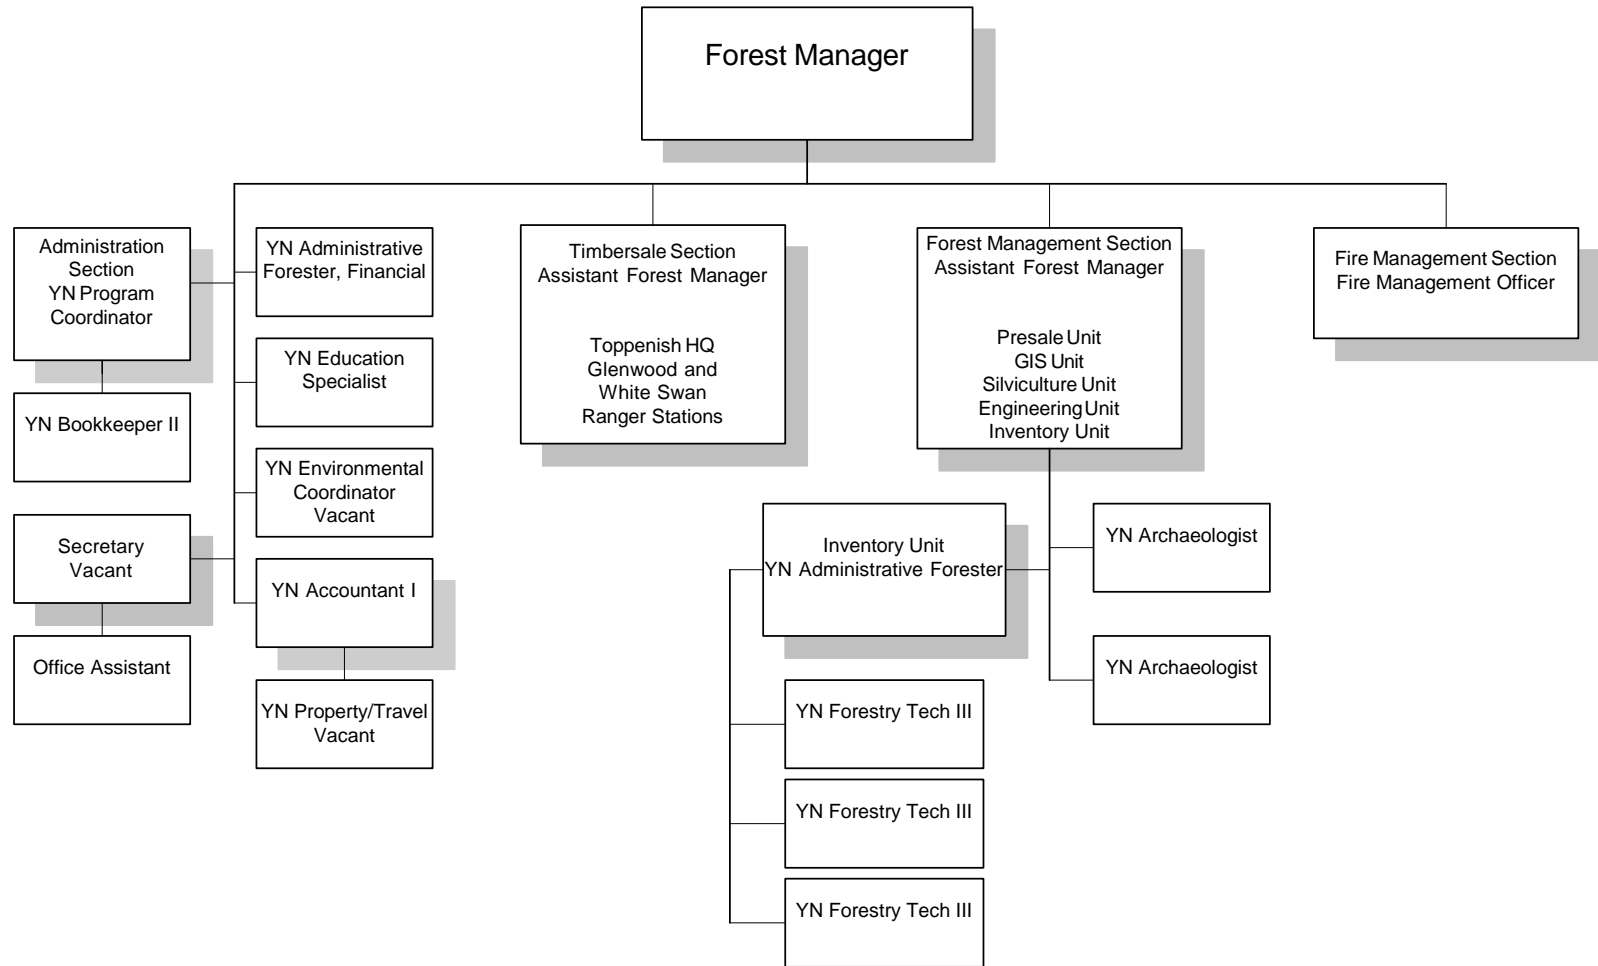 Forest Manager
Administration
Section
YN Program
Coordinator
YN Bookkeeper II
Secretary
Vacant
Office Assistant
YN Administrative
Forester, Financial
YN Education
Specialist
YN Environmental
Coordinator
Vacant
YN Accountant I
YN Property/Travel
Vacant
Timbersale Section
Assistant Forest Manager
Toppenish HQ
Glenwood and
White Swan
Ranger Stations
Forest Management Section
Assistant Forest Manager
Presale Unit
GIS Unit
Silviculture Unit
Engineering Unit
Inventory Unit
Inventory Unit
YN Administrative Forester
YN Forestry Tech III
YN Forestry Tech III
YN Forestry Tech III
YN Archaeologist
YN Archaeologist
Fire Management Section
Fire Management Officer